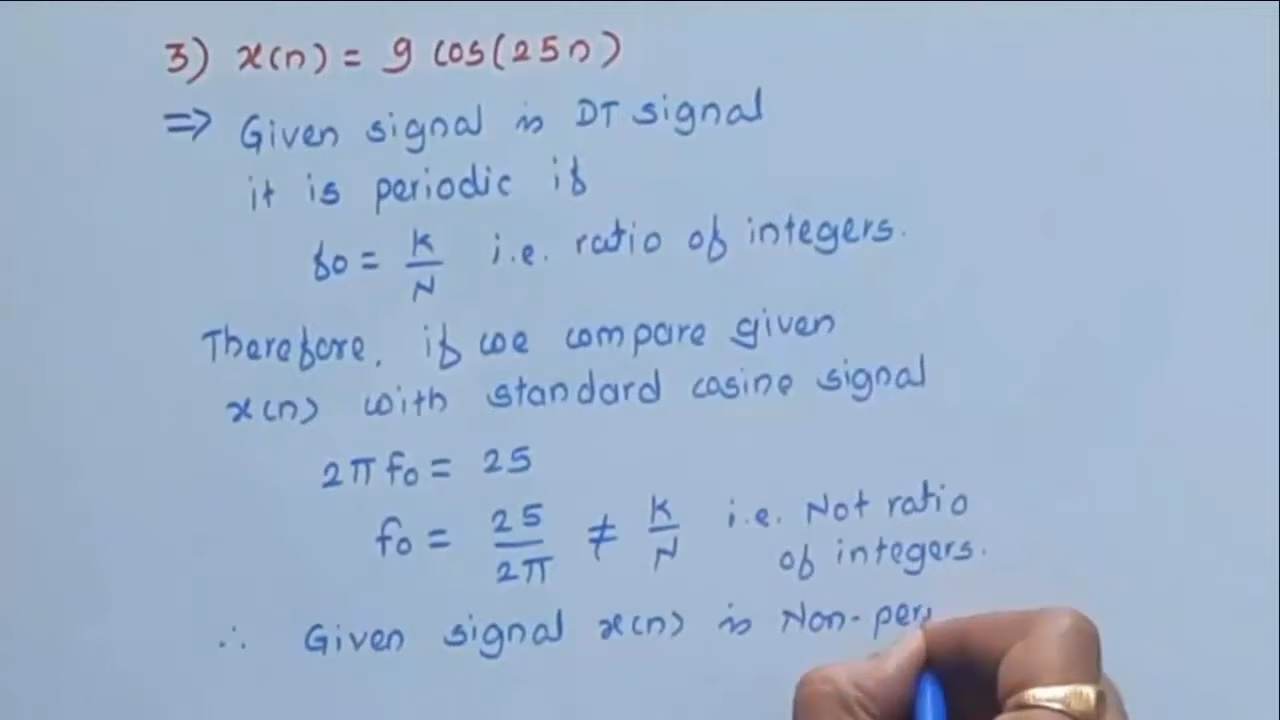 3) x(n) = 9 cos(25n)
⇒ Given signal is DT signal
it is periodic if
f0 = K/N i.e. ratio of integers.
Therefore, if we compare given
x(n) with standard cosine signal
2π f0 = 25
f0 = 25/2π ≠ K/N i.e. Not ratio
of integers.
∴ Given signal x(n) is Non-per